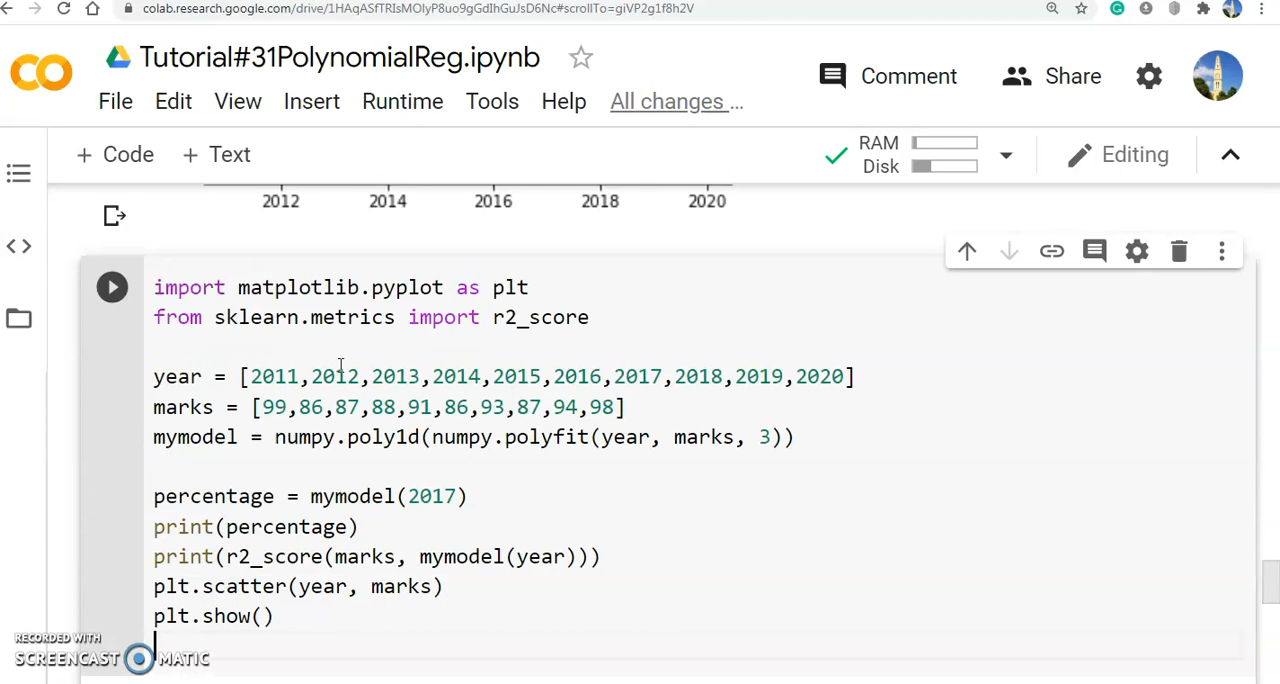 colab.research.google.com/drive/1HAqASfTRIsMOlyP8uo9gGdIhGuJsD6Nc#scrollTo=giVP2g1f8h2V
Tutorial#31PolynomialReg.ipynb
File Edit View Insert Runtime Tools Help All changes …
Comment Share
+ Code + Text
RAM
Disk
Editing
2012 2014 2016 2018 2020
import matplotlib.pyplot as plt
from sklearn.metrics import r2_score
year = [2011,2012,2013,2014,2015,2016,2017,2018,2019,2020]
marks = [99,86,87,88,91,86,93,87,94,98]
mymodel = numpy.poly1d(numpy.polyfit(year, marks, 3))
percentage = mymodel(2017)
print(percentage)
print(r2_score(marks, mymodel(year)))
plt.scatter(year, marks)
plt.show()
RECORDED WITH
SCREENCAST MATIC